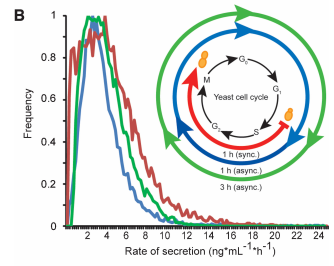 B
Frequency
1
0.8
0.6
0.4
0.2
0
2 4 6 8 10 12 14 16 18 20 22 24
Rate of secretion (ng*mL⁻¹*h⁻¹)
G₀
M
G₁
Yeast cell cycle
G₂
S
1 h (sync.)
1 h (async.)
3 h (async.)